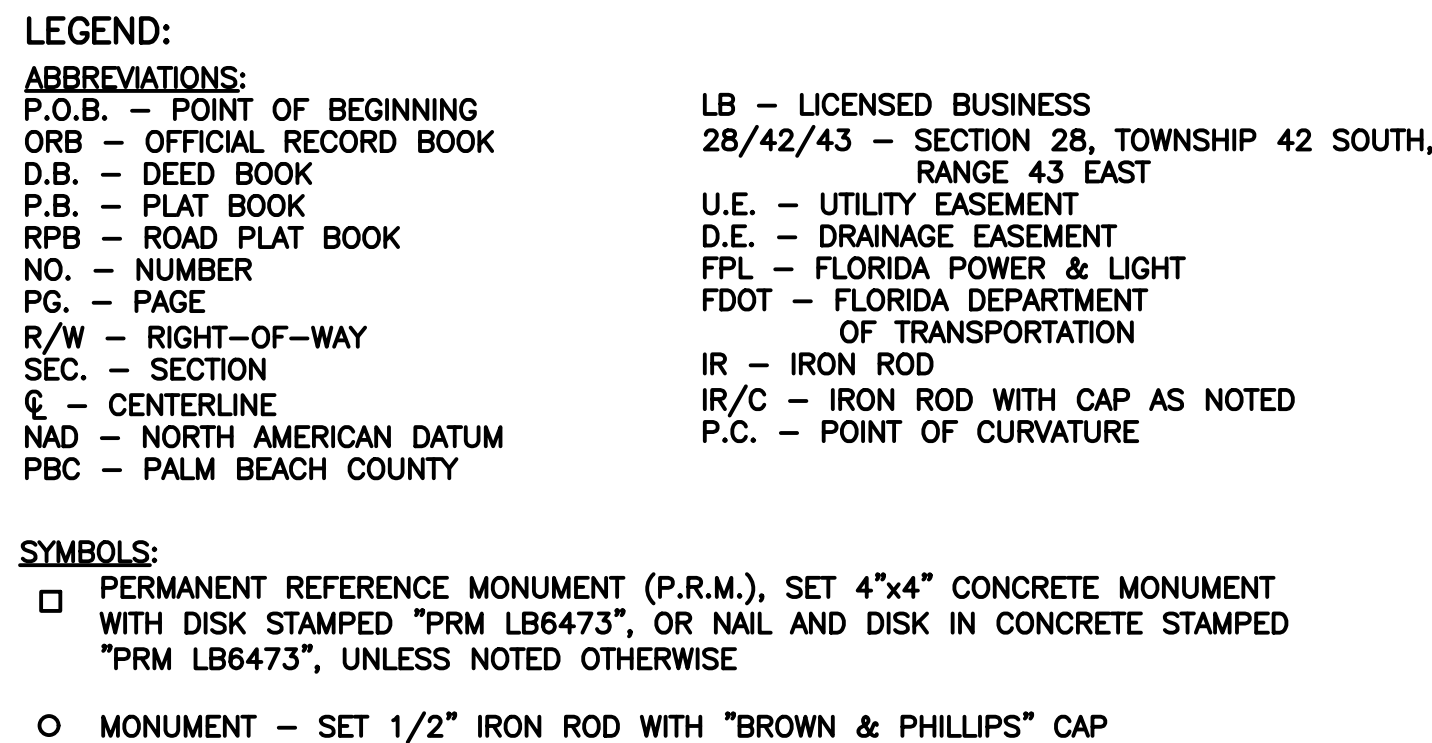 LEGEND:
ABBREVIATIONS:
P.O.B. – POINT OF BEGINNING
ORB – OFFICIAL RECORD BOOK
D.B. – DEED BOOK
P.B. – PLAT BOOK
RPB – ROAD PLAT BOOK
NO. – NUMBER
PG. – PAGE
R/W – RIGHT–OF–WAY
SEC. – SECTION
℄ – CENTERLINE
NAD – NORTH AMERICAN DATUM
PBC – PALM BEACH COUNTY
LB – LICENSED BUSINESS
28/42/43 – SECTION 28, TOWNSHIP 42 SOUTH,
RANGE 43 EAST
U.E. – UTILITY EASEMENT
D.E. – DRAINAGE EASEMENT
FPL – FLORIDA POWER & LIGHT
FDOT – FLORIDA DEPARTMENT
OF TRANSPORTATION
IR – IRON ROD
IR/C – IRON ROD WITH CAP AS NOTED
P.C. – POINT OF CURVATURE
SYMBOLS:
PERMANENT REFERENCE MONUMENT (P.R.M.), SET 4"x4" CONCRETE MONUMENT
WITH DISK STAMPED "PRM LB6473", OR NAIL AND DISK IN CONCRETE STAMPED
"PRM LB6473", UNLESS NOTED OTHERWISE
MONUMENT – SET 1/2" IRON ROD WITH "BROWN & PHILLIPS" CAP